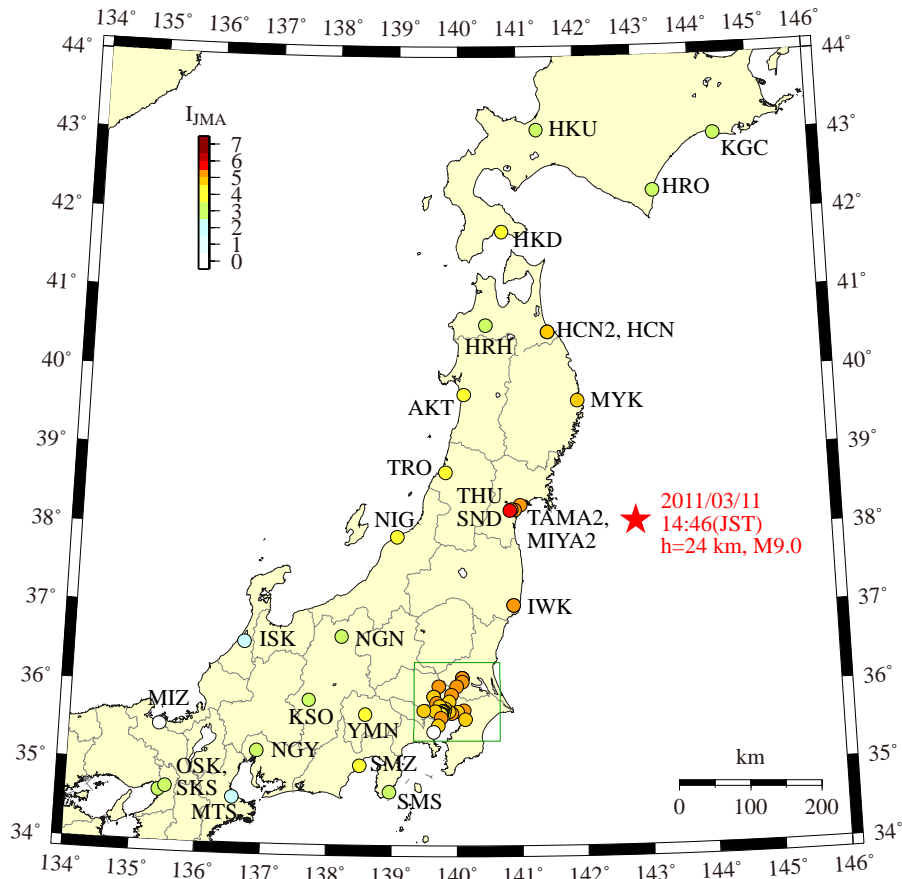 134˚ 135˚ 136˚ 137˚ 138˚ 139˚ 140˚ 141˚ 142˚ 143˚ 144˚ 145˚ 146˚
44˚ 44˚
I_JMA
7
6
5
4
3
2
1
0
43˚ 43˚
HKU
KGC
HRO
42˚ 42˚
HKD
41˚ 41˚
HRH
HCN2, HCN
40˚ 40˚
AKT
MYK
39˚ 39˚
TRO
THU,
SND
TAMA2,
MIYA2
2011/03/11
14:46(JST)
h=24 km, M9.0
38˚ 38˚
NIG
37˚ 37˚
IWK
ISK
NGN
36˚ 36˚
MIZ
KSO
YMN
35˚ 35˚
NGY
OSK,
SKS
MTS
SMZ
SMS
km
0 100 200
34˚ 34˚
134˚ 135˚ 136˚ 137˚ 138˚ 139˚ 140˚ 141˚ 142˚ 143˚ 144˚ 145˚ 146˚